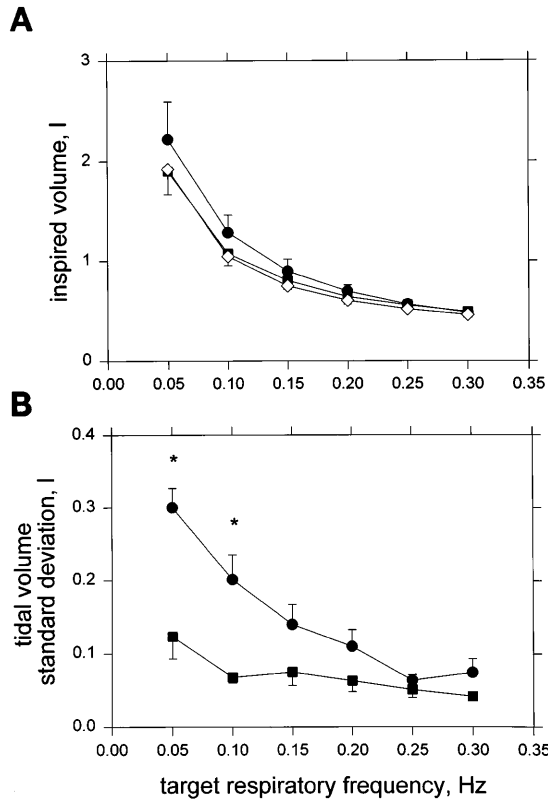 A
3
2
1
0
inspired volume, l
0.00 0.05 0.10 0.15 0.20 0.25 0.30 0.35
B
0.4
0.3
0.2
0.1
0.0
tidal volume
standard deviation, l
* *
0.00 0.05 0.10 0.15 0.20 0.25 0.30 0.35
target respiratory frequency, Hz